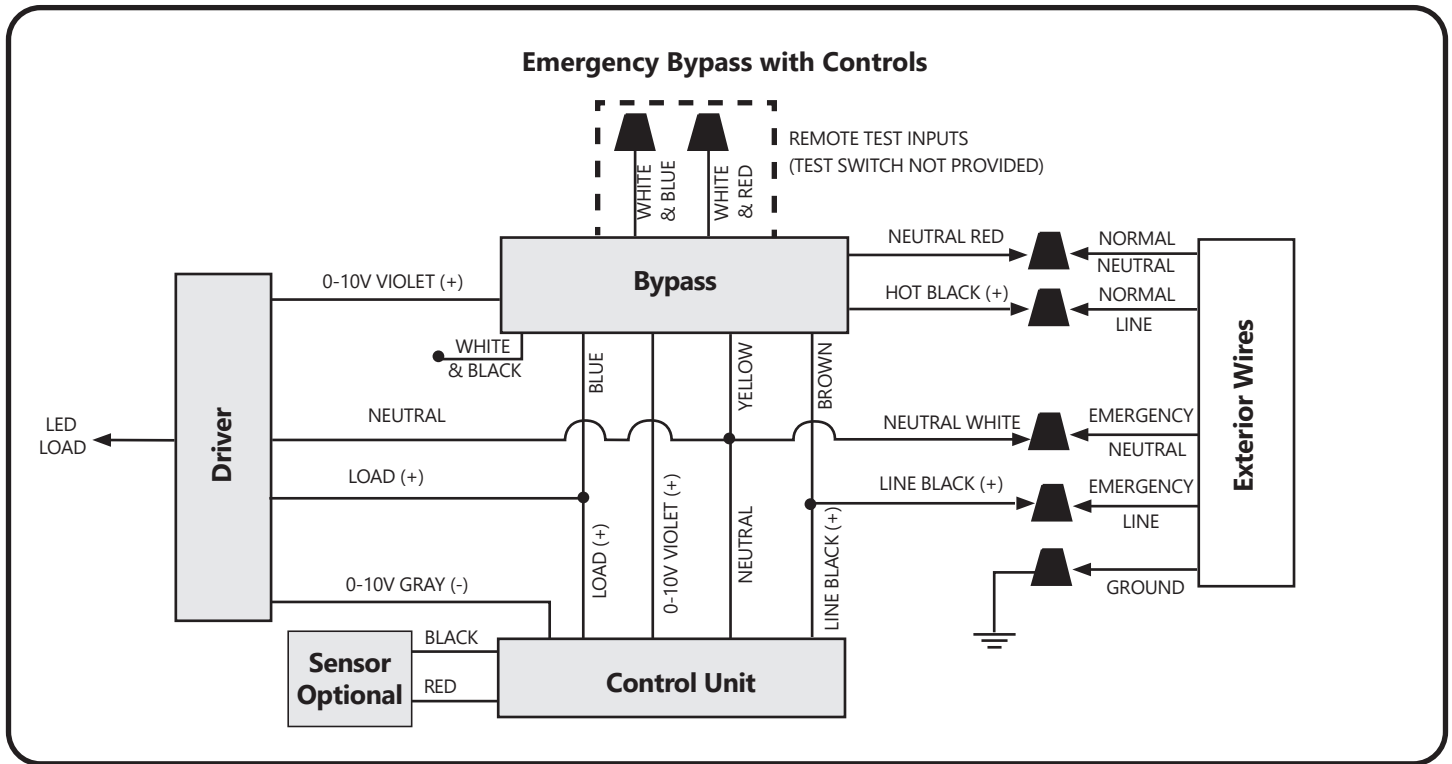 Emergency Bypass with Controls
REMOTE TEST INPUTS
(TEST SWITCH NOT PROVIDED)
WHITE
& BLUE
WHITE
& RED
NEUTRAL RED
NORMAL
NEUTRAL
0-10V VIOLET (+)
Bypass
HOT BLACK (+)
NORMAL
LINE
WHITE
& BLACK
BLUE
YELLOW
BROWN
Exterior Wires
LED
LOAD
Driver
NEUTRAL
NEUTRAL WHITE
EMERGENCY
NEUTRAL
LOAD (+)
LINE BLACK (+)
EMERGENCY
LINE
LOAD (+)
0-10V VIOLET (+)
NEUTRAL
LINE BLACK (+)
0-10V GRAY (-)
GROUND
BLACK
Sensor
Optional
RED
Control Unit